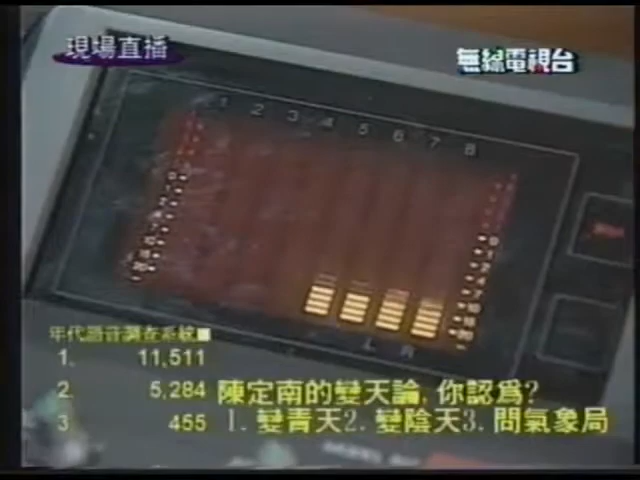 現場直播
無線電視台
1 2 3 4 5 6 7 8
L R
年代語音調查系統
1. 11,511
2. 5,284
3 455
陳定南的變天論,你認爲?
1. 變青天2. 變陰天3. 問氣象局